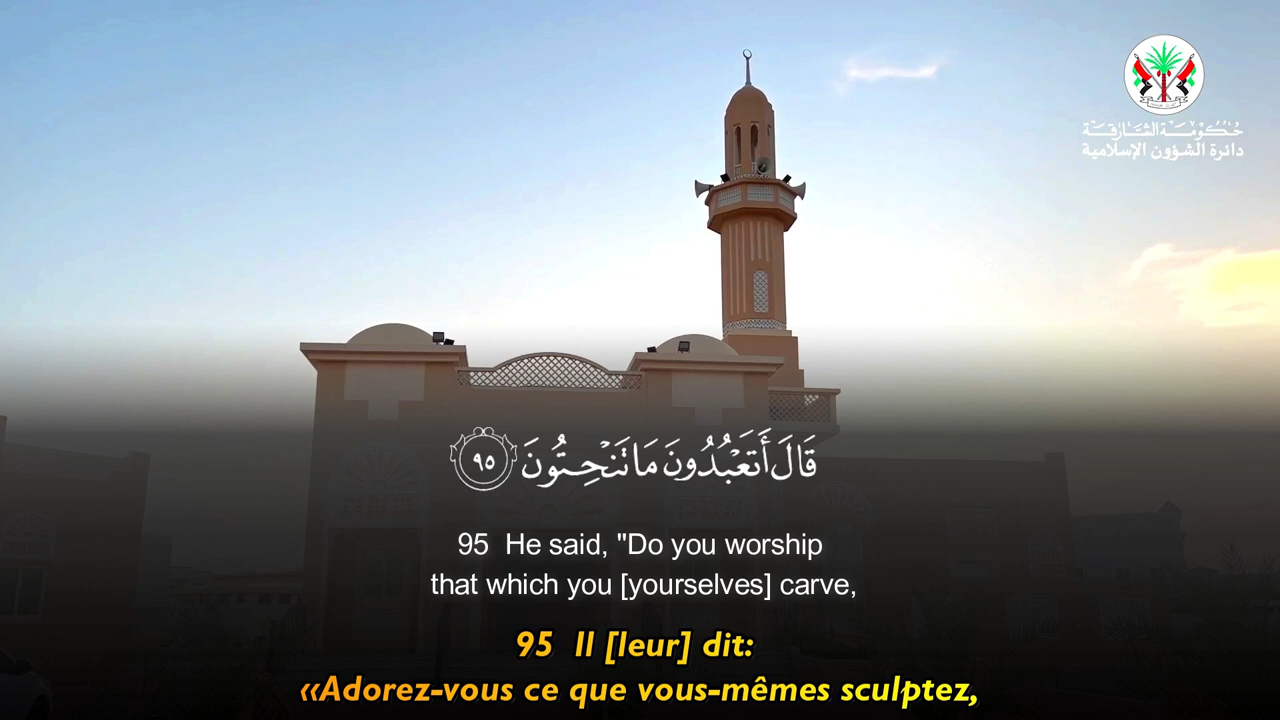 حكومة الشارقة
دائرة الشؤون الإسلامية
قَالَ أَتَعْبُدُونَ مَا تَنْحِتُونَ ٩٥
95  He said, "Do you worship
that which you [yourselves] carve,
95  Il [leur] dit:
«Adorez-vous ce que vous-mêmes sculptez,